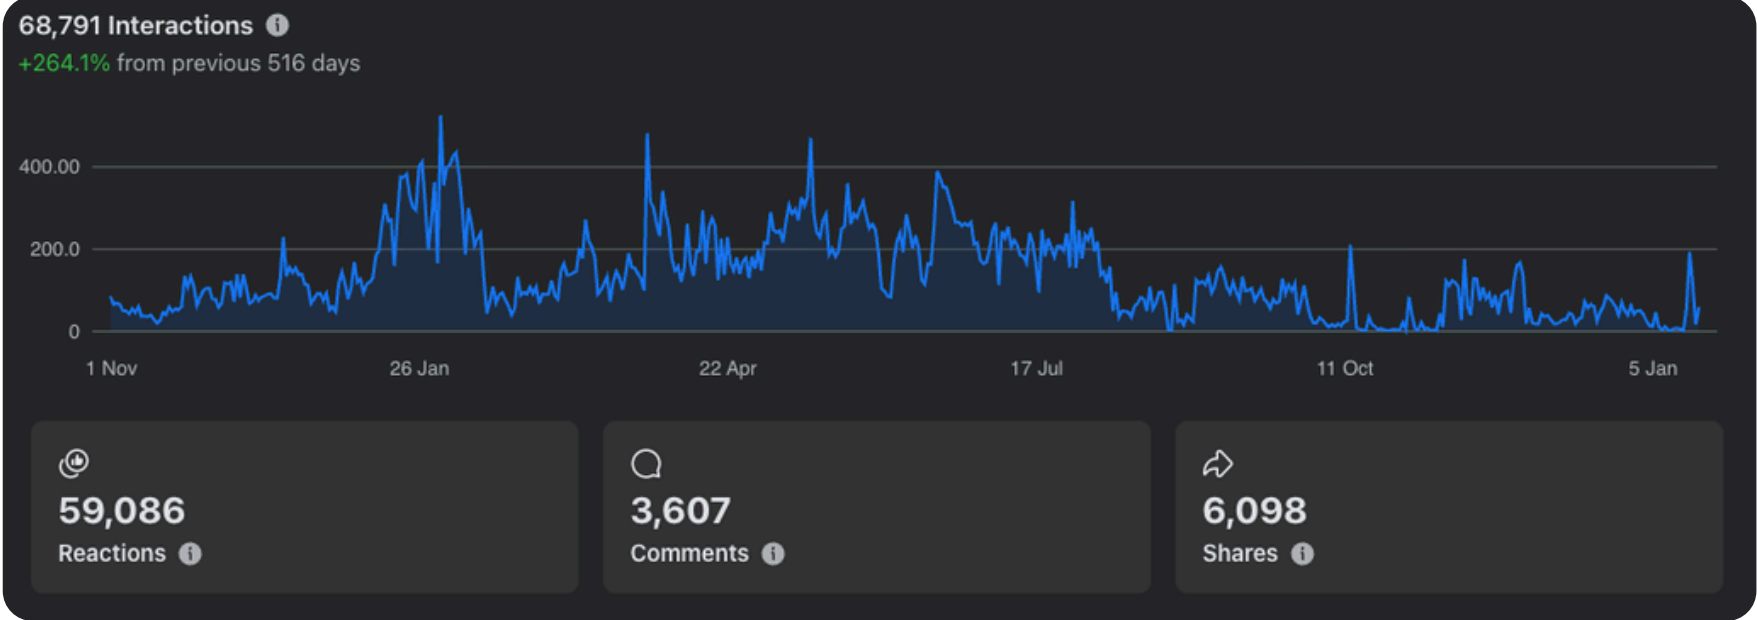 68,791 Interactions
+264.1% from previous 516 days
400.00
200.0
0
1 Nov
26 Jan
22 Apr
17 Jul
11 Oct
5 Jan
59,086
Reactions
3,607
Comments
6,098
Shares